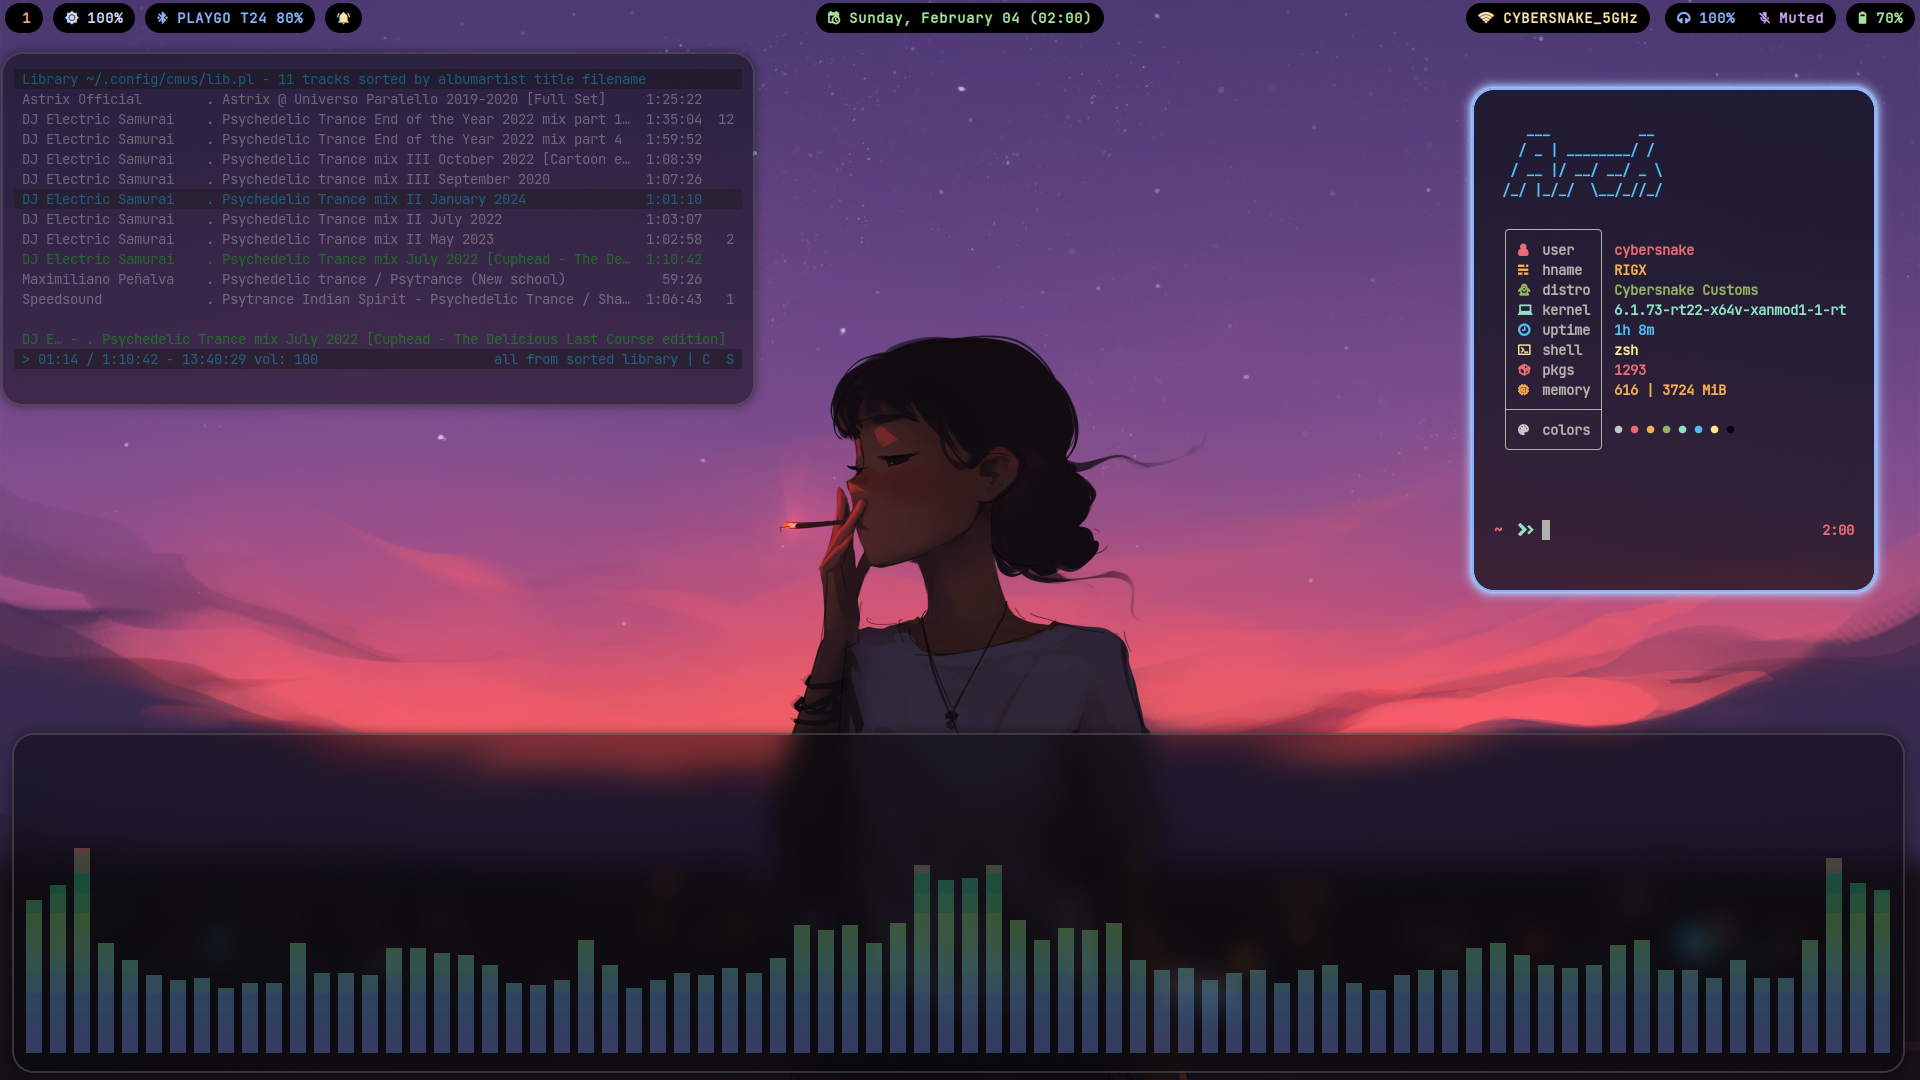 1 100% PLAYGO T24 80% Sunday, February 04 (02:00) CYBERSNAKE_5GHz 100% Muted 70%
Library ~/.config/cmus/lib.pl - 11 tracks sorted by albumartist title filename
Astrix Official . Astrix @ Universo Paralello 2019-2020 [Full Set] 1:25:22
DJ Electric Samurai . Psychedelic Trance End of the Year 2022 mix part 1… 1:35:04 12
DJ Electric Samurai . Psychedelic Trance End of the Year 2022 mix part 4 1:59:52
DJ Electric Samurai . Psychedelic Trance mix III October 2022 [Cartoon e… 1:08:39
DJ Electric Samurai . Psychedelic trance mix III September 2020 1:07:26
DJ Electric Samurai . Psychedelic Trance mix II January 2024 1:01:10
DJ Electric Samurai . Psychedelic Trance mix II July 2022 1:03:07
DJ Electric Samurai . Psychedelic Trance mix II May 2023 1:02:58 2
DJ Electric Samurai . Psychedelic Trance mix July 2022 [Cuphead - The De… 1:10:42
Maximiliano Peñalva . Psychedelic trance / Psytrance (New school) 59:26
Speedsound . Psytrance Indian Spirit - Psychedelic Trance / Sha… 1:06:43 1
DJ E… - . Psychedelic Trance mix July 2022 [Cuphead - The Delicious Last Course edition]
> 01:14 / 1:10:42 - 13:40:29 vol: 100 all from sorted library | C S
Arch
user cybersnake
hname RIGX
distro Cybersnake Customs
kernel 6.1.73-rt22-x64v-xanmod1-1-rt
uptime 1h 8m
shell zsh
pkgs 1293
memory 616 | 3724 MiB
colors
~ 2:00